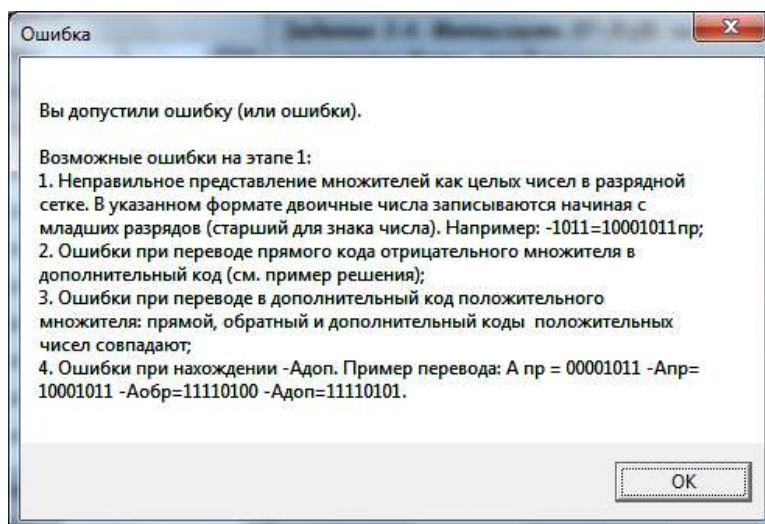 Ошибка
Вы допустили ошибку (или ошибки).
Возможные ошибки на этапе 1:
1. Неправильное представление множителей как целых чисел в разрядной
сетке. В указанном формате двоичные числа записываются начиная с
младших разрядов (старший для знака числа). Например: -1011=10001011пр;
2. Ошибки при переводе прямого кода отрицательного множителя в
дополнительный код (см. пример решения);
3. Ошибки при переводе в дополнительный код положительного
множителя: прямой, обратный и дополнительный коды положительных
чисел совпадают;
4. Ошибки при нахождении -Адоп. Пример перевода: А пр = 00001011 -Апр=
10001011 -Аобр=11110100 -Адоп=11110101.
OK